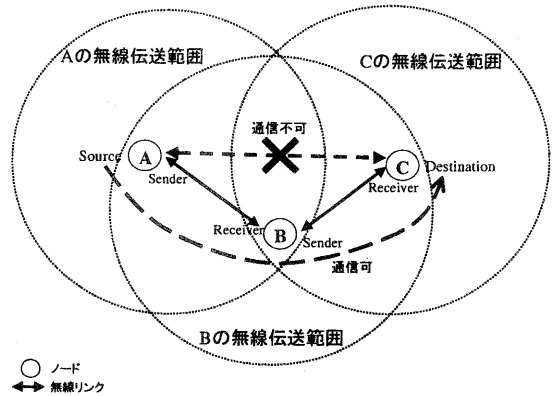 Aの無線伝送範囲
Cの無線伝送範囲
通信不可
Source
A
C
Destination
Sender
Receiver
Receiver
B
Sender
通信可
Bの無線伝送範囲
ノード
無線リンク